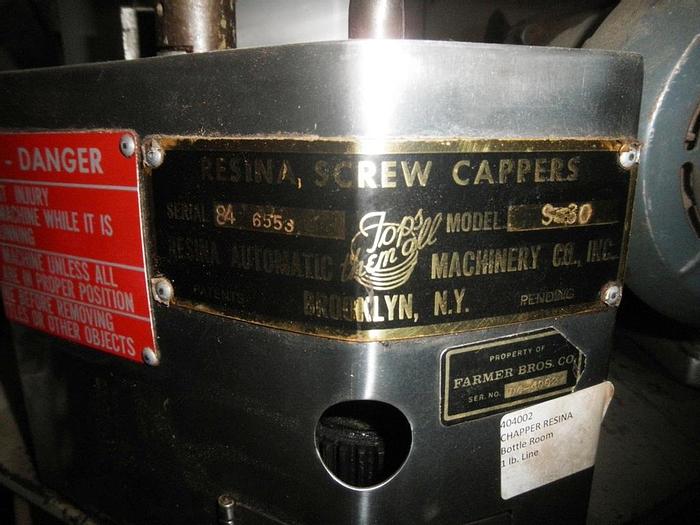 - DANGER
INJURY
MACHINE WHILE IT IS
MACHINE UNLESS ALL
IN PROPER POSITION
BEFORE REMOVING
OR OTHER OBJECTS
RESINA SCREW CAPPERS
SERIAL 84 6553
MODEL S-30
Tops them all
RESINA AUTOMATIC MACHINERY CO., INC.
PATENTS PENDING
BROOKLYN, N.Y.
PROPERTY OF
FARMER BROS. CO.
SER. NO.
404002
CHAPPER RESINA
Bottle Room
1 lb. Line